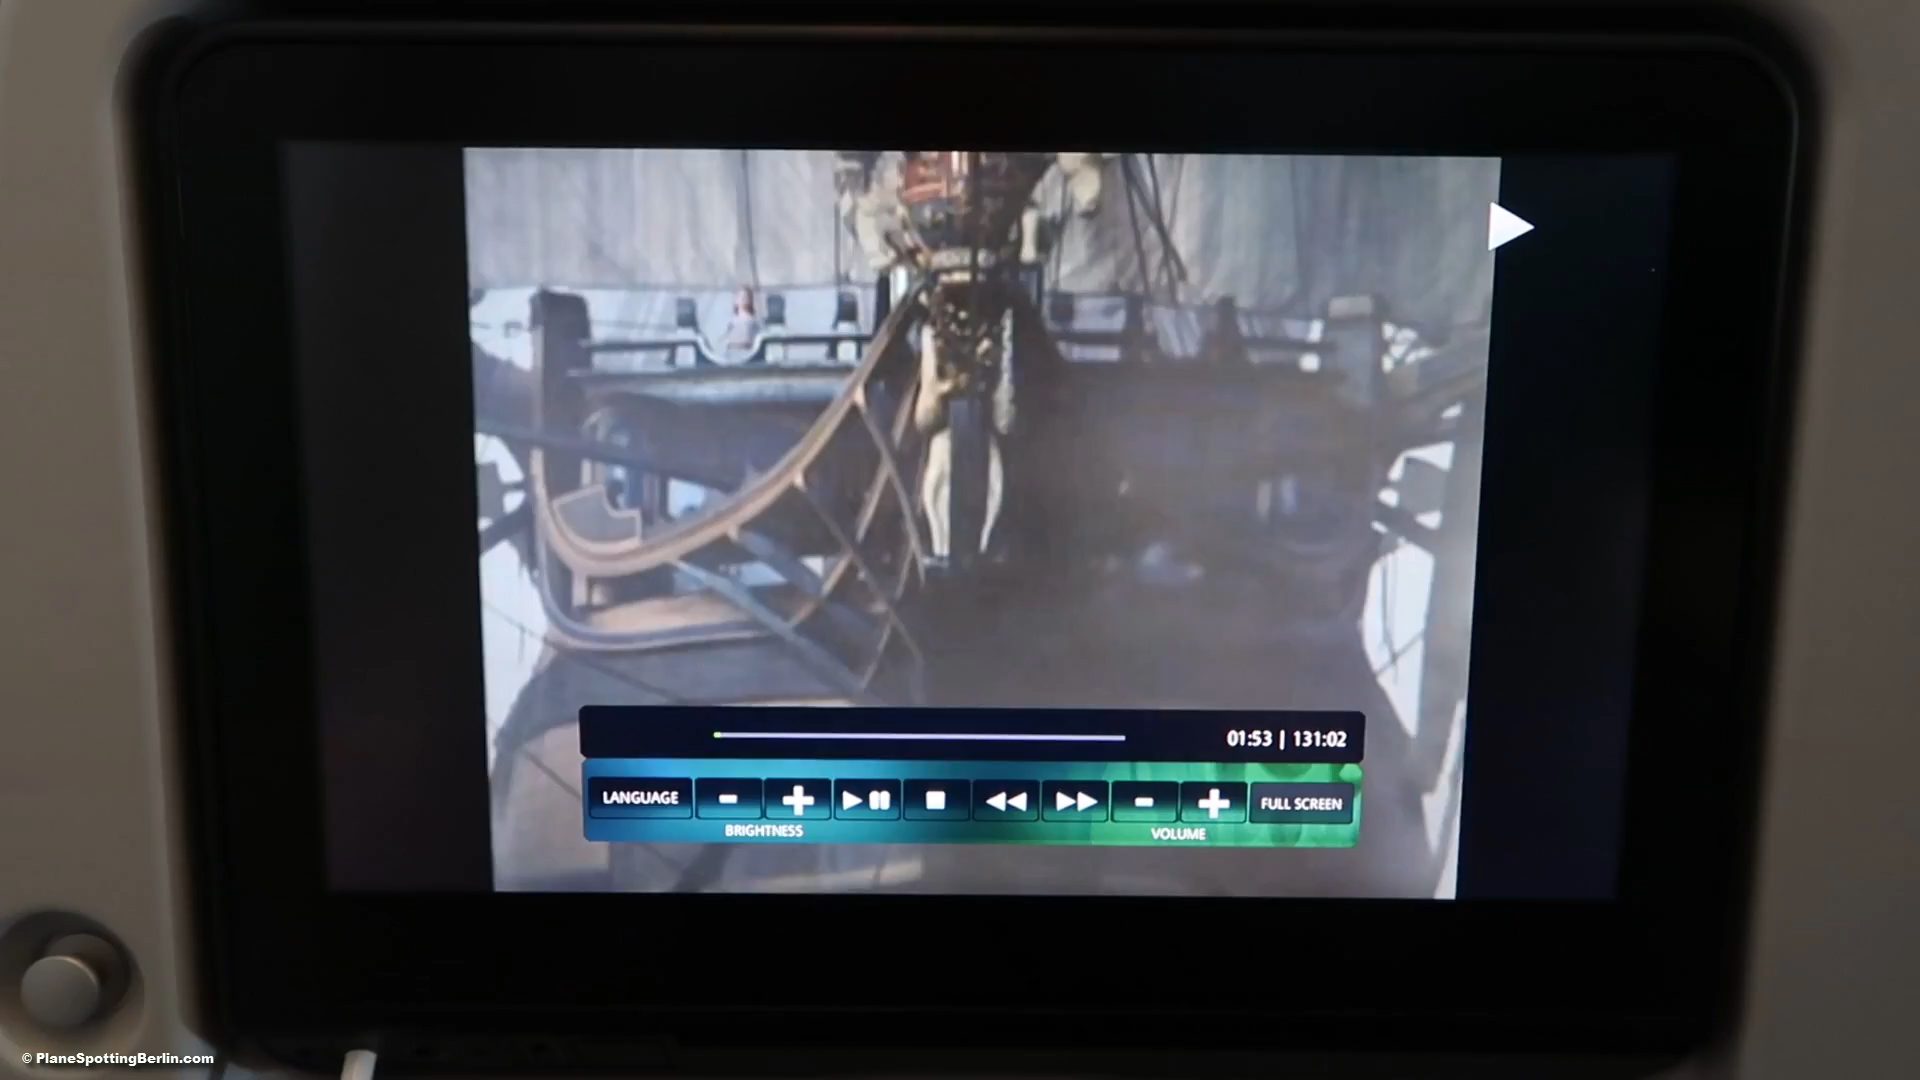 01:53 | 131:02
LANGUAGE
FULL SCREEN
BRIGHTNESS
VOLUME
© PlaneSpottingBerlin.com